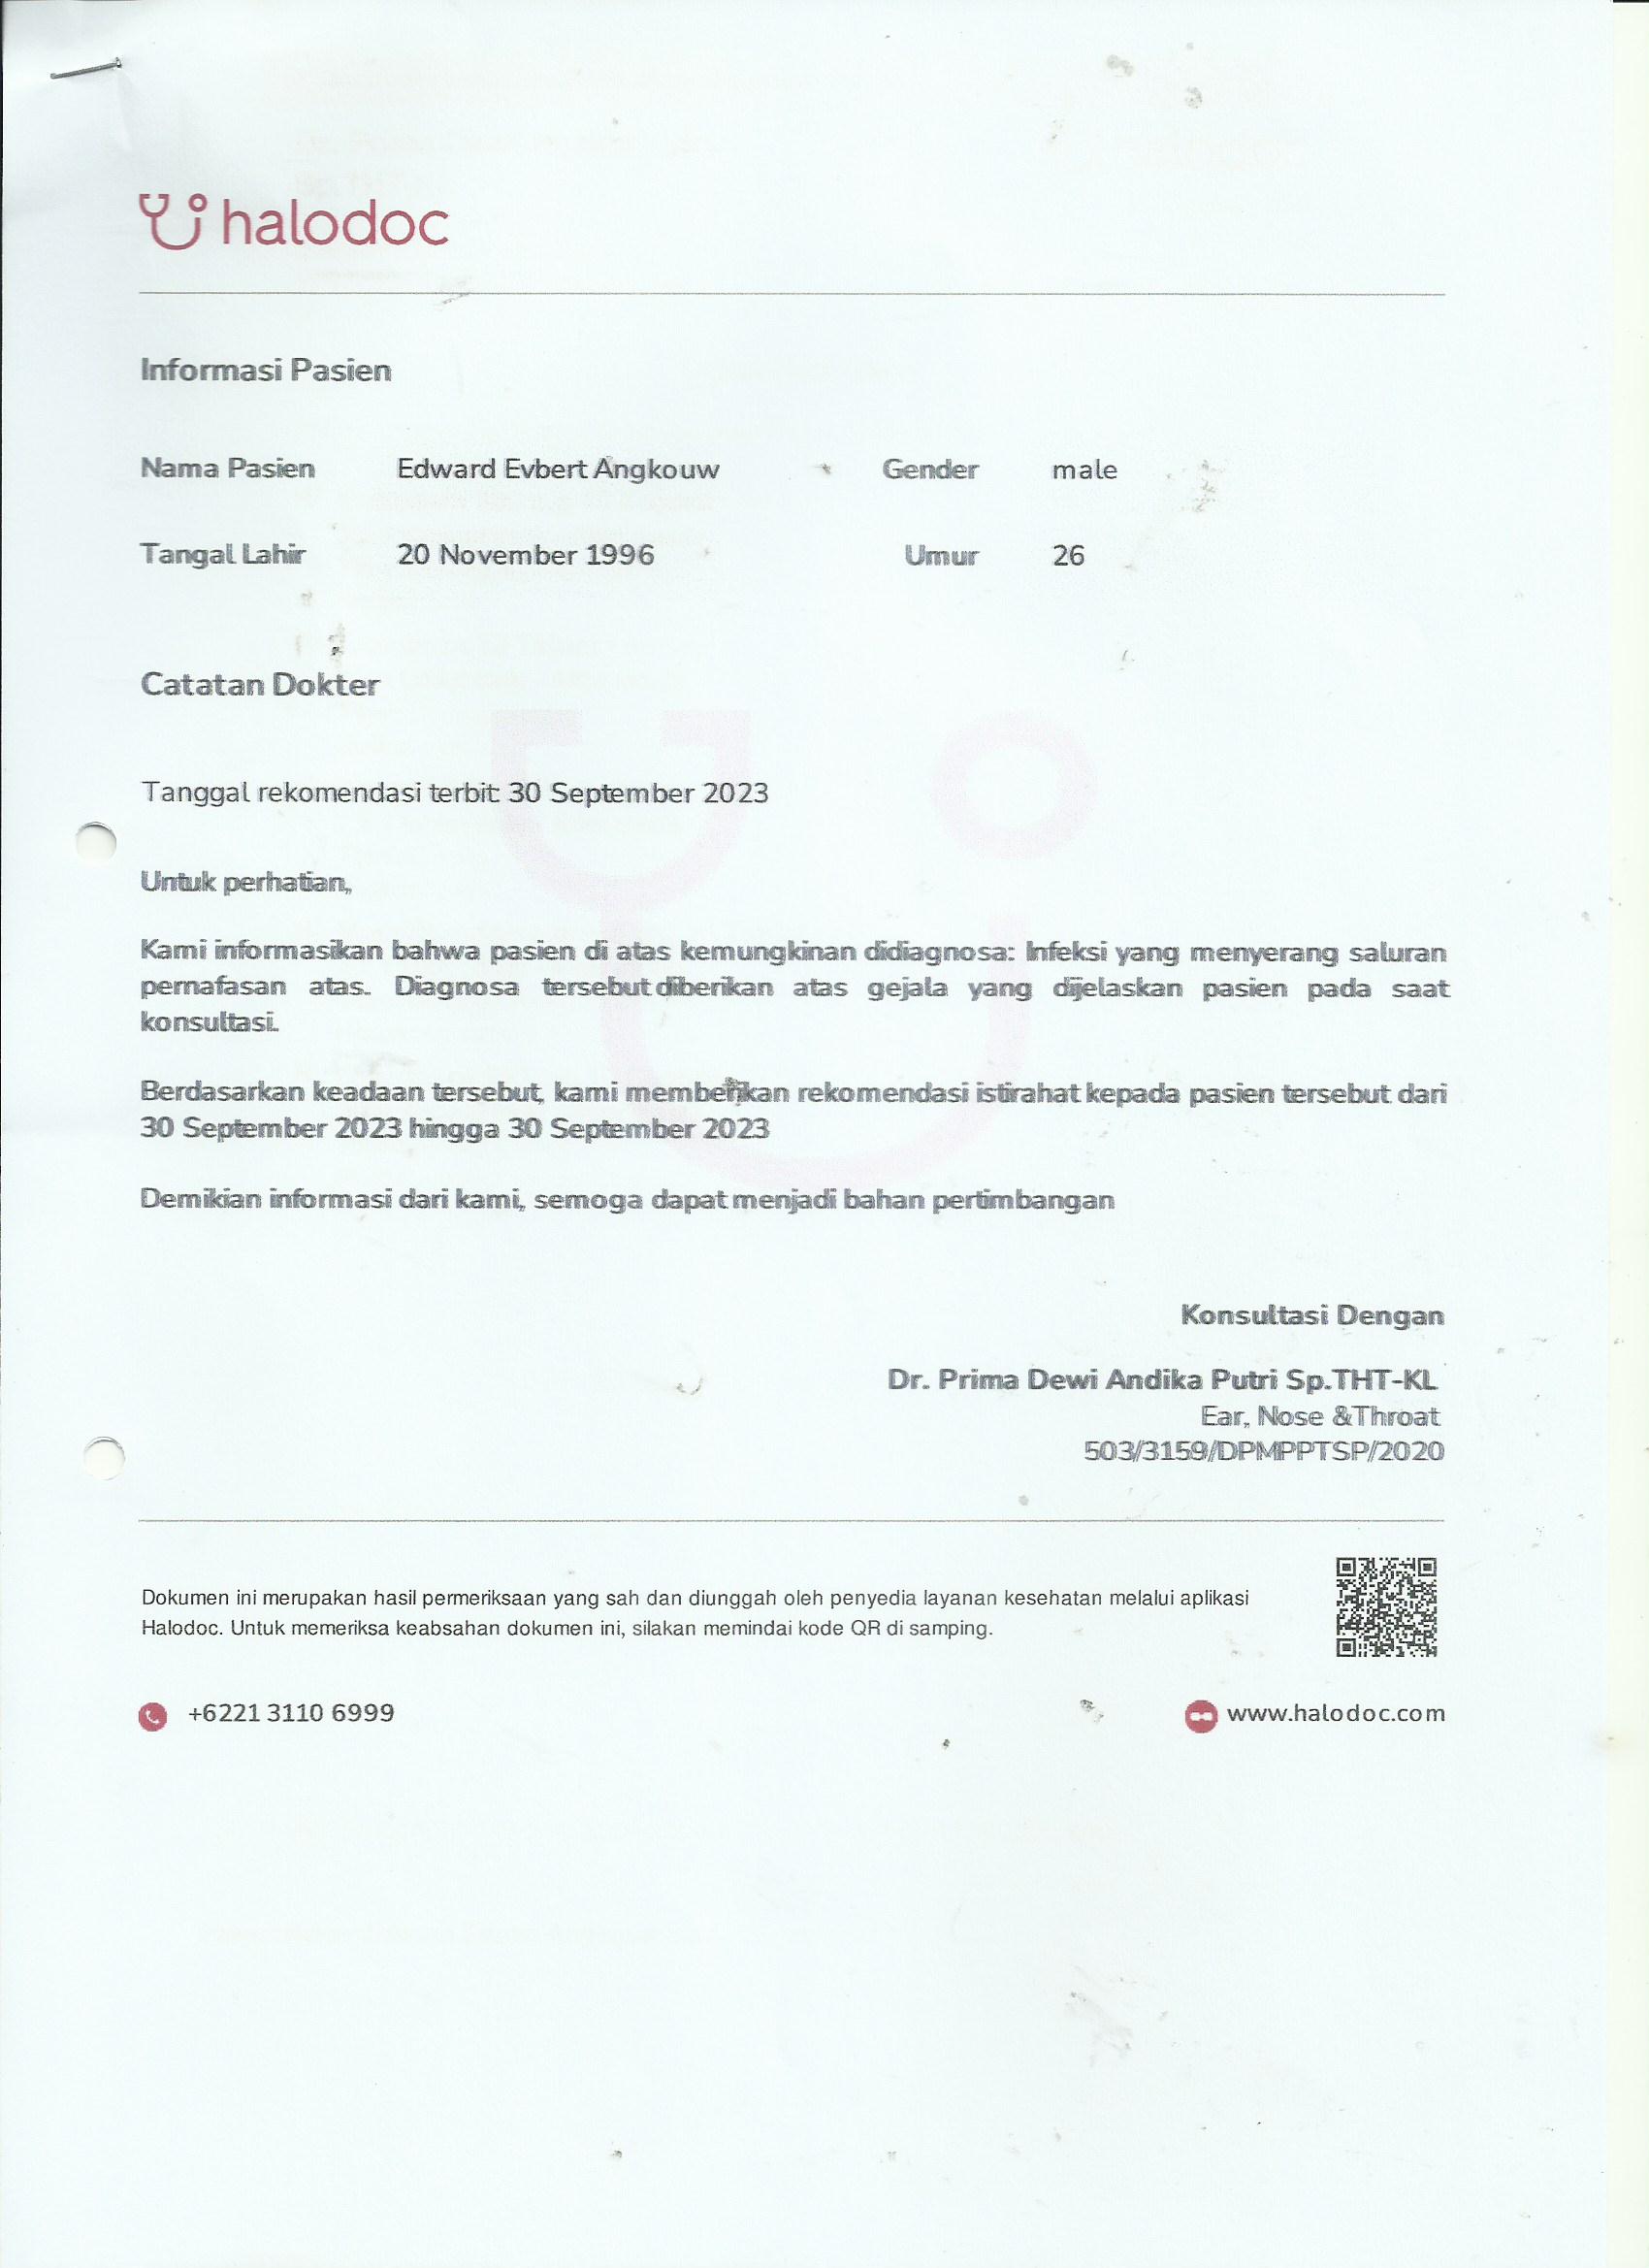 halodoc
Informasi Pasien
Nama Pasien Edward Evbert Angkouw Gender male
Tangal Lahir 20 November 1996 Umur 26
Catatan Dokter
Tanggal rekomendasi terbit: 30 September 2023
Untuk perhatian,
Kami informasikan bahwa pasien di atas kemungkinan didiagnosa: Infeksi yang menyerang saluran
pernafasan atas. Diagnosa tersebut diberikan atas gejala yang dijelaskan pasien pada saat
konsultasi.
Berdasarkan keadaan tersebut, kami memberikan rekomendasi istirahat kepada pasien tersebut dari
30 September 2023 hingga 30 September 2023
Demikian informasi dari kami, semoga dapat menjadi bahan pertimbangan
Konsultasi Dengan
Dr. Prima Dewi Andika Putri Sp.THT-KL
Ear, Nose &Throat
503/3159/DPMPPTSP/2020
Dokumen ini merupakan hasil permeriksaan yang sah dan diunggah oleh penyedia layanan kesehatan melalui aplikasi
Halodoc. Untuk memeriksa keabsahan dokumen ini, silakan memindai kode QR di samping.
+6221 3110 6999 www.halodoc.com